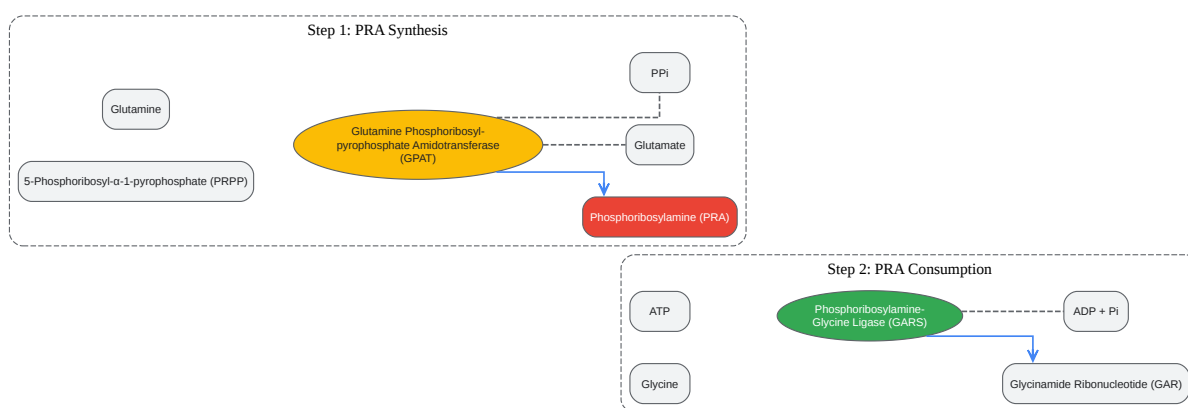 Step 1: PRA Synthesis
PPi
Glutamine
Glutamine Phosphoribosyl-
pyrophosphate Amidotransferase
(GPAT)
Glutamate
5-Phosphoribosyl-α-1-pyrophosphate (PRPP)
Phosphoribosylamine (PRA)
Step 2: PRA Consumption
ATP
Phosphoribosylamine-
Glycine Ligase (GARS)
ADP + Pi
Glycine
Glycinamide Ribonucleotide (GAR)